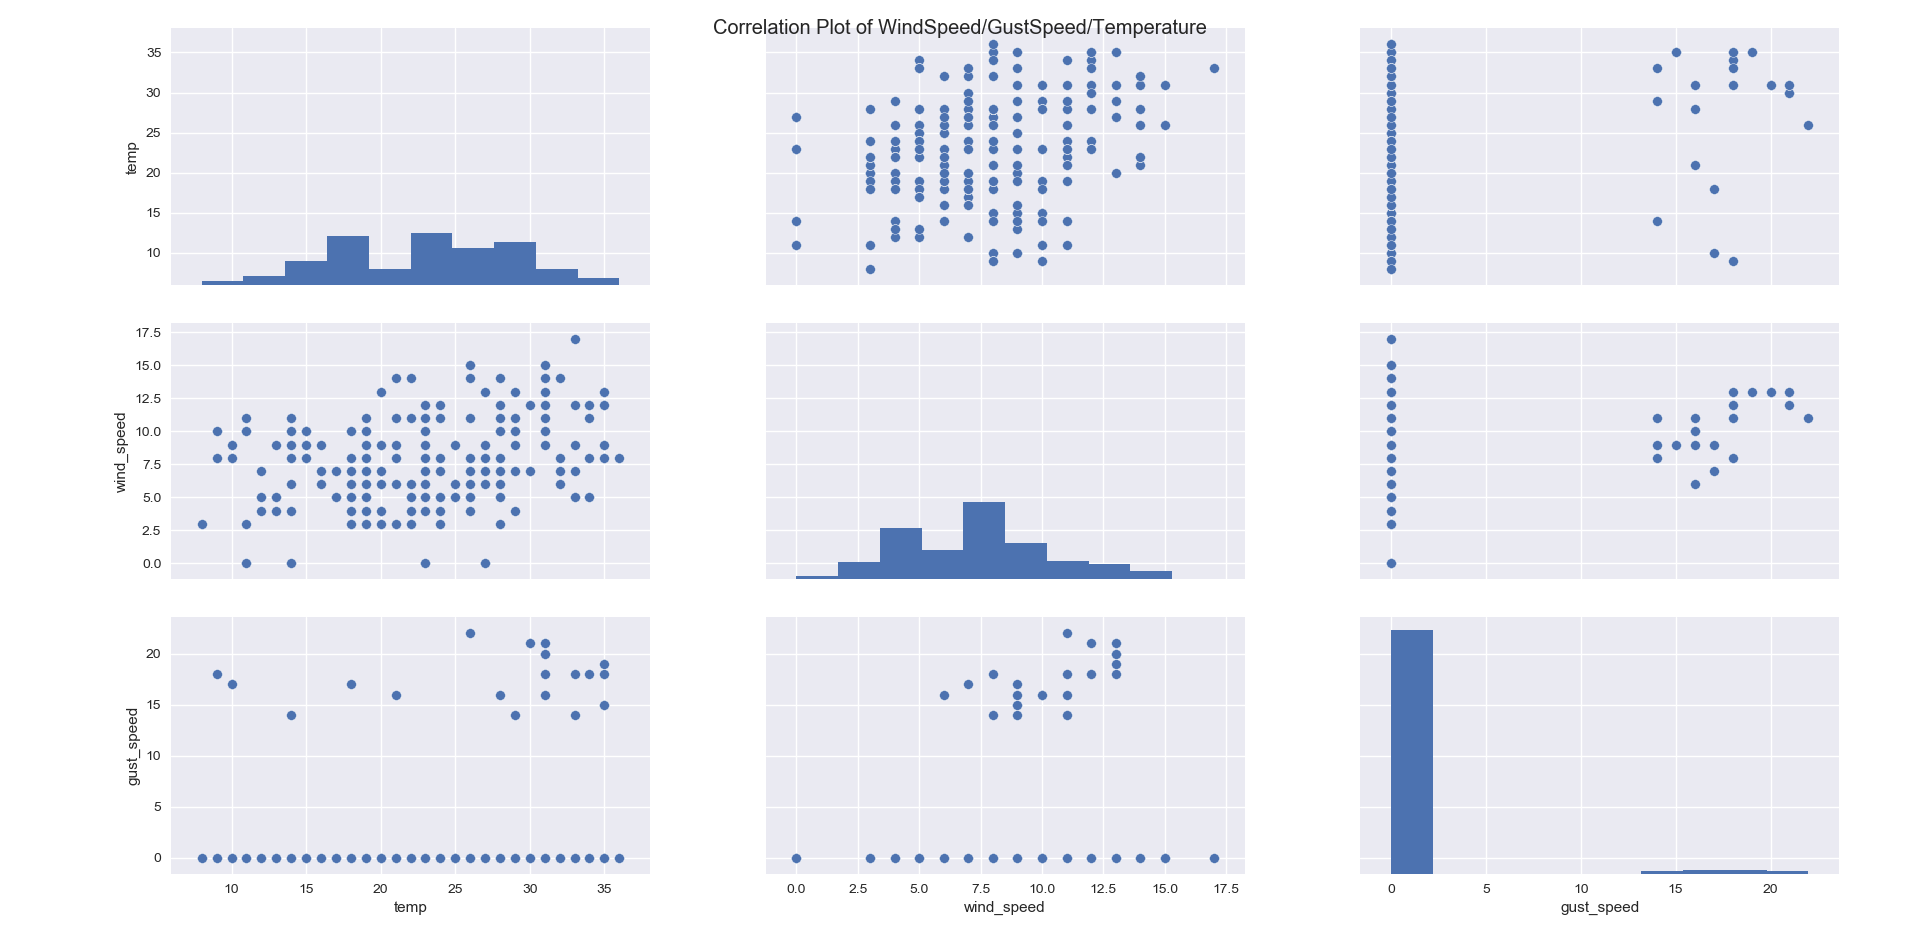 Correlation Plot of WindSpeed/GustSpeed/Temperature
35
30
25
20
15
10
temp
17.5
15.0
12.5
10.0
7.5
5.0
2.5
0.0
wind_speed
20
15
10
5
0
gust_speed
10 15 20 25 30 35
temp
0.0 2.5 5.0 7.5 10.0 12.5 15.0 17.5
wind_speed
0 5 10 15 20
gust_speed